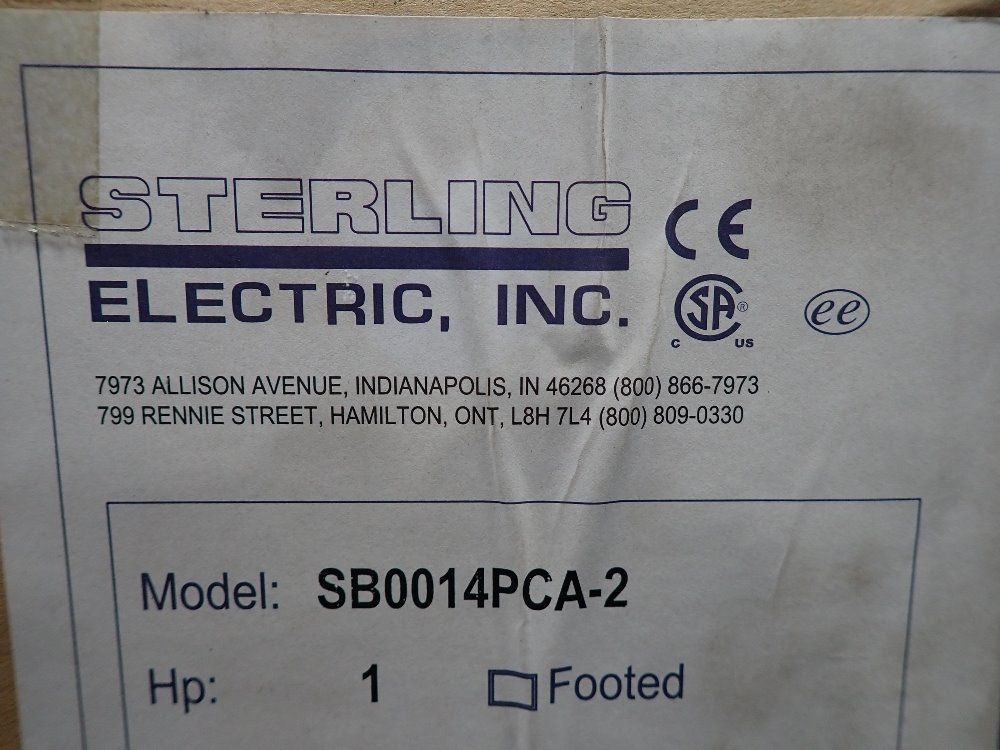 STERLING
ELECTRIC, INC.
CE
SA®
C US
ee
7973 ALLISON AVENUE, INDIANAPOLIS, IN 46268 (800) 866-7973
799 RENNIE STREET, HAMILTON, ONT, L8H 7L4 (800) 809-0330
Model: SB0014PCA-2
Hp: 1 Footed